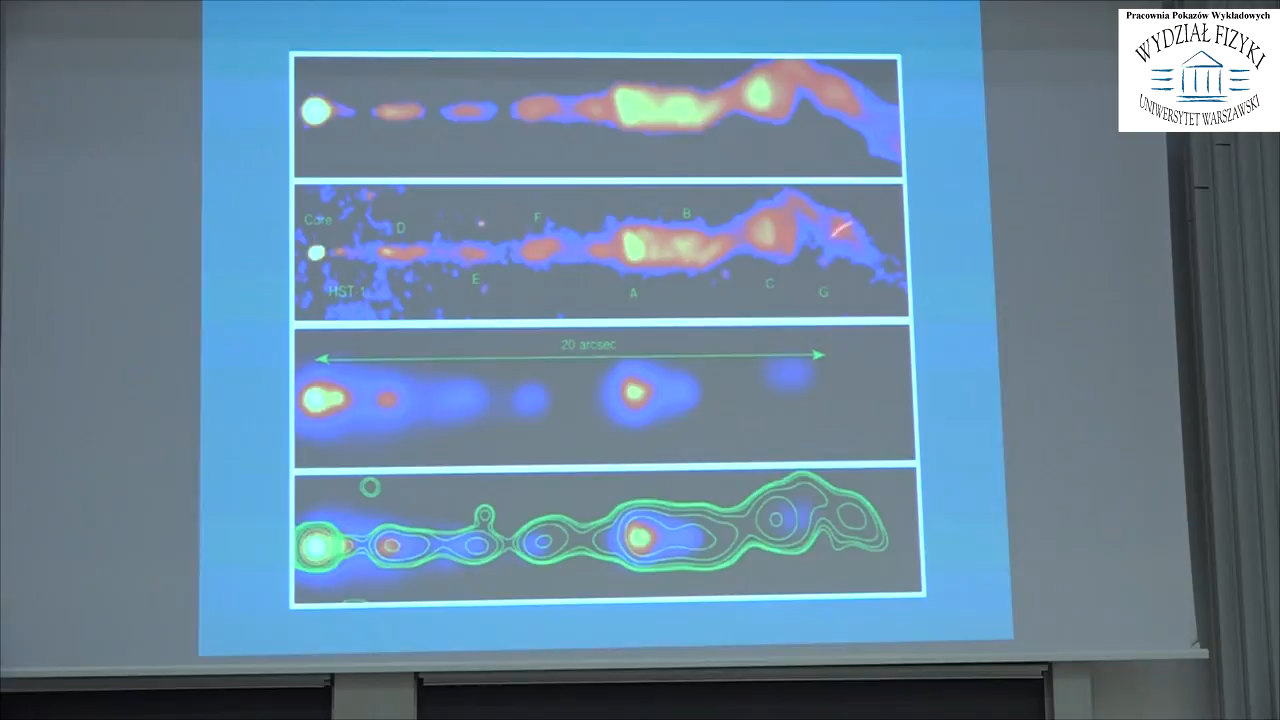 Pracownia Pokazów Wykładowych
WYDZIAŁ FIZYKI
UNIWERSYTET WARSZAWSKI
Core
D
F
B
HST 1
E
A
C
G
20 arcsec